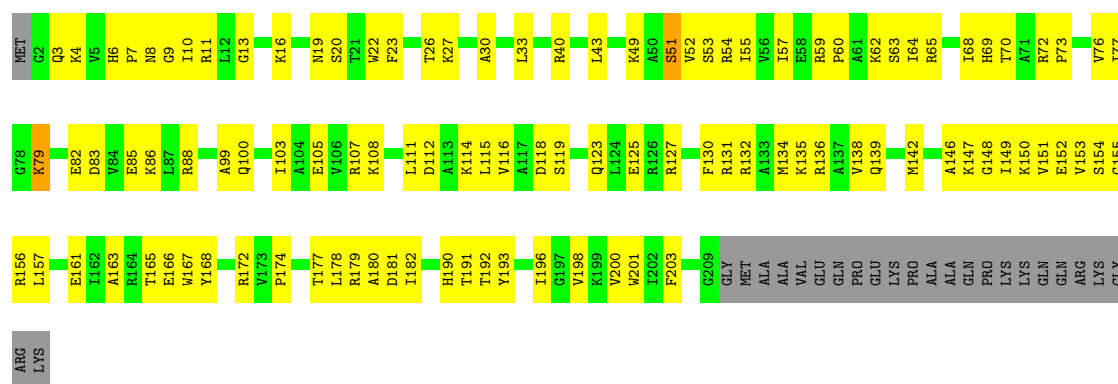 MET G2 Q3 K4 V5 H6 P7 N8 G9 I10 R11 L12 G13 K16 N19 S20 T21 W22 F23 T26 K27 A30 L33 R40 L43 K49 A50 S51 V52 S53 R54 I55 V56 I57 E58 R59 P60 A61 K62 S63 I64 R65 I68 H69 T70 A71 R72 P73 V76 I77
G78 K79 E82 D83 V84 E85 K86 L87 R88 A99 Q100 I103 A104 E105 V106 R107 K108 L111 D112 A113 K114 L115 V116 A117 D118 S119 Q123 L124 E125 R126 R127 F130 R131 R132 A133 M134 K135 R136 A137 V138 Q139 M142 A146 K147 G148 I149 K150 V151 E152 V153 S154 G155
R156 L157 E161 I162 A163 R164 T165 E166 W167 Y168 R172 V173 P174 T177 L178 R179 A180 D181 I182 H190 T191 T192 Y193 I196 G197 V198 K199 V200 W201 I202 F203 G209 GLY MET ALA ALA VAL GLU GLN PRO GLU LYS PRO ALA ALA GLN PRO LYS LYS GLN GLN ARG LYS GLY
ARG LYS